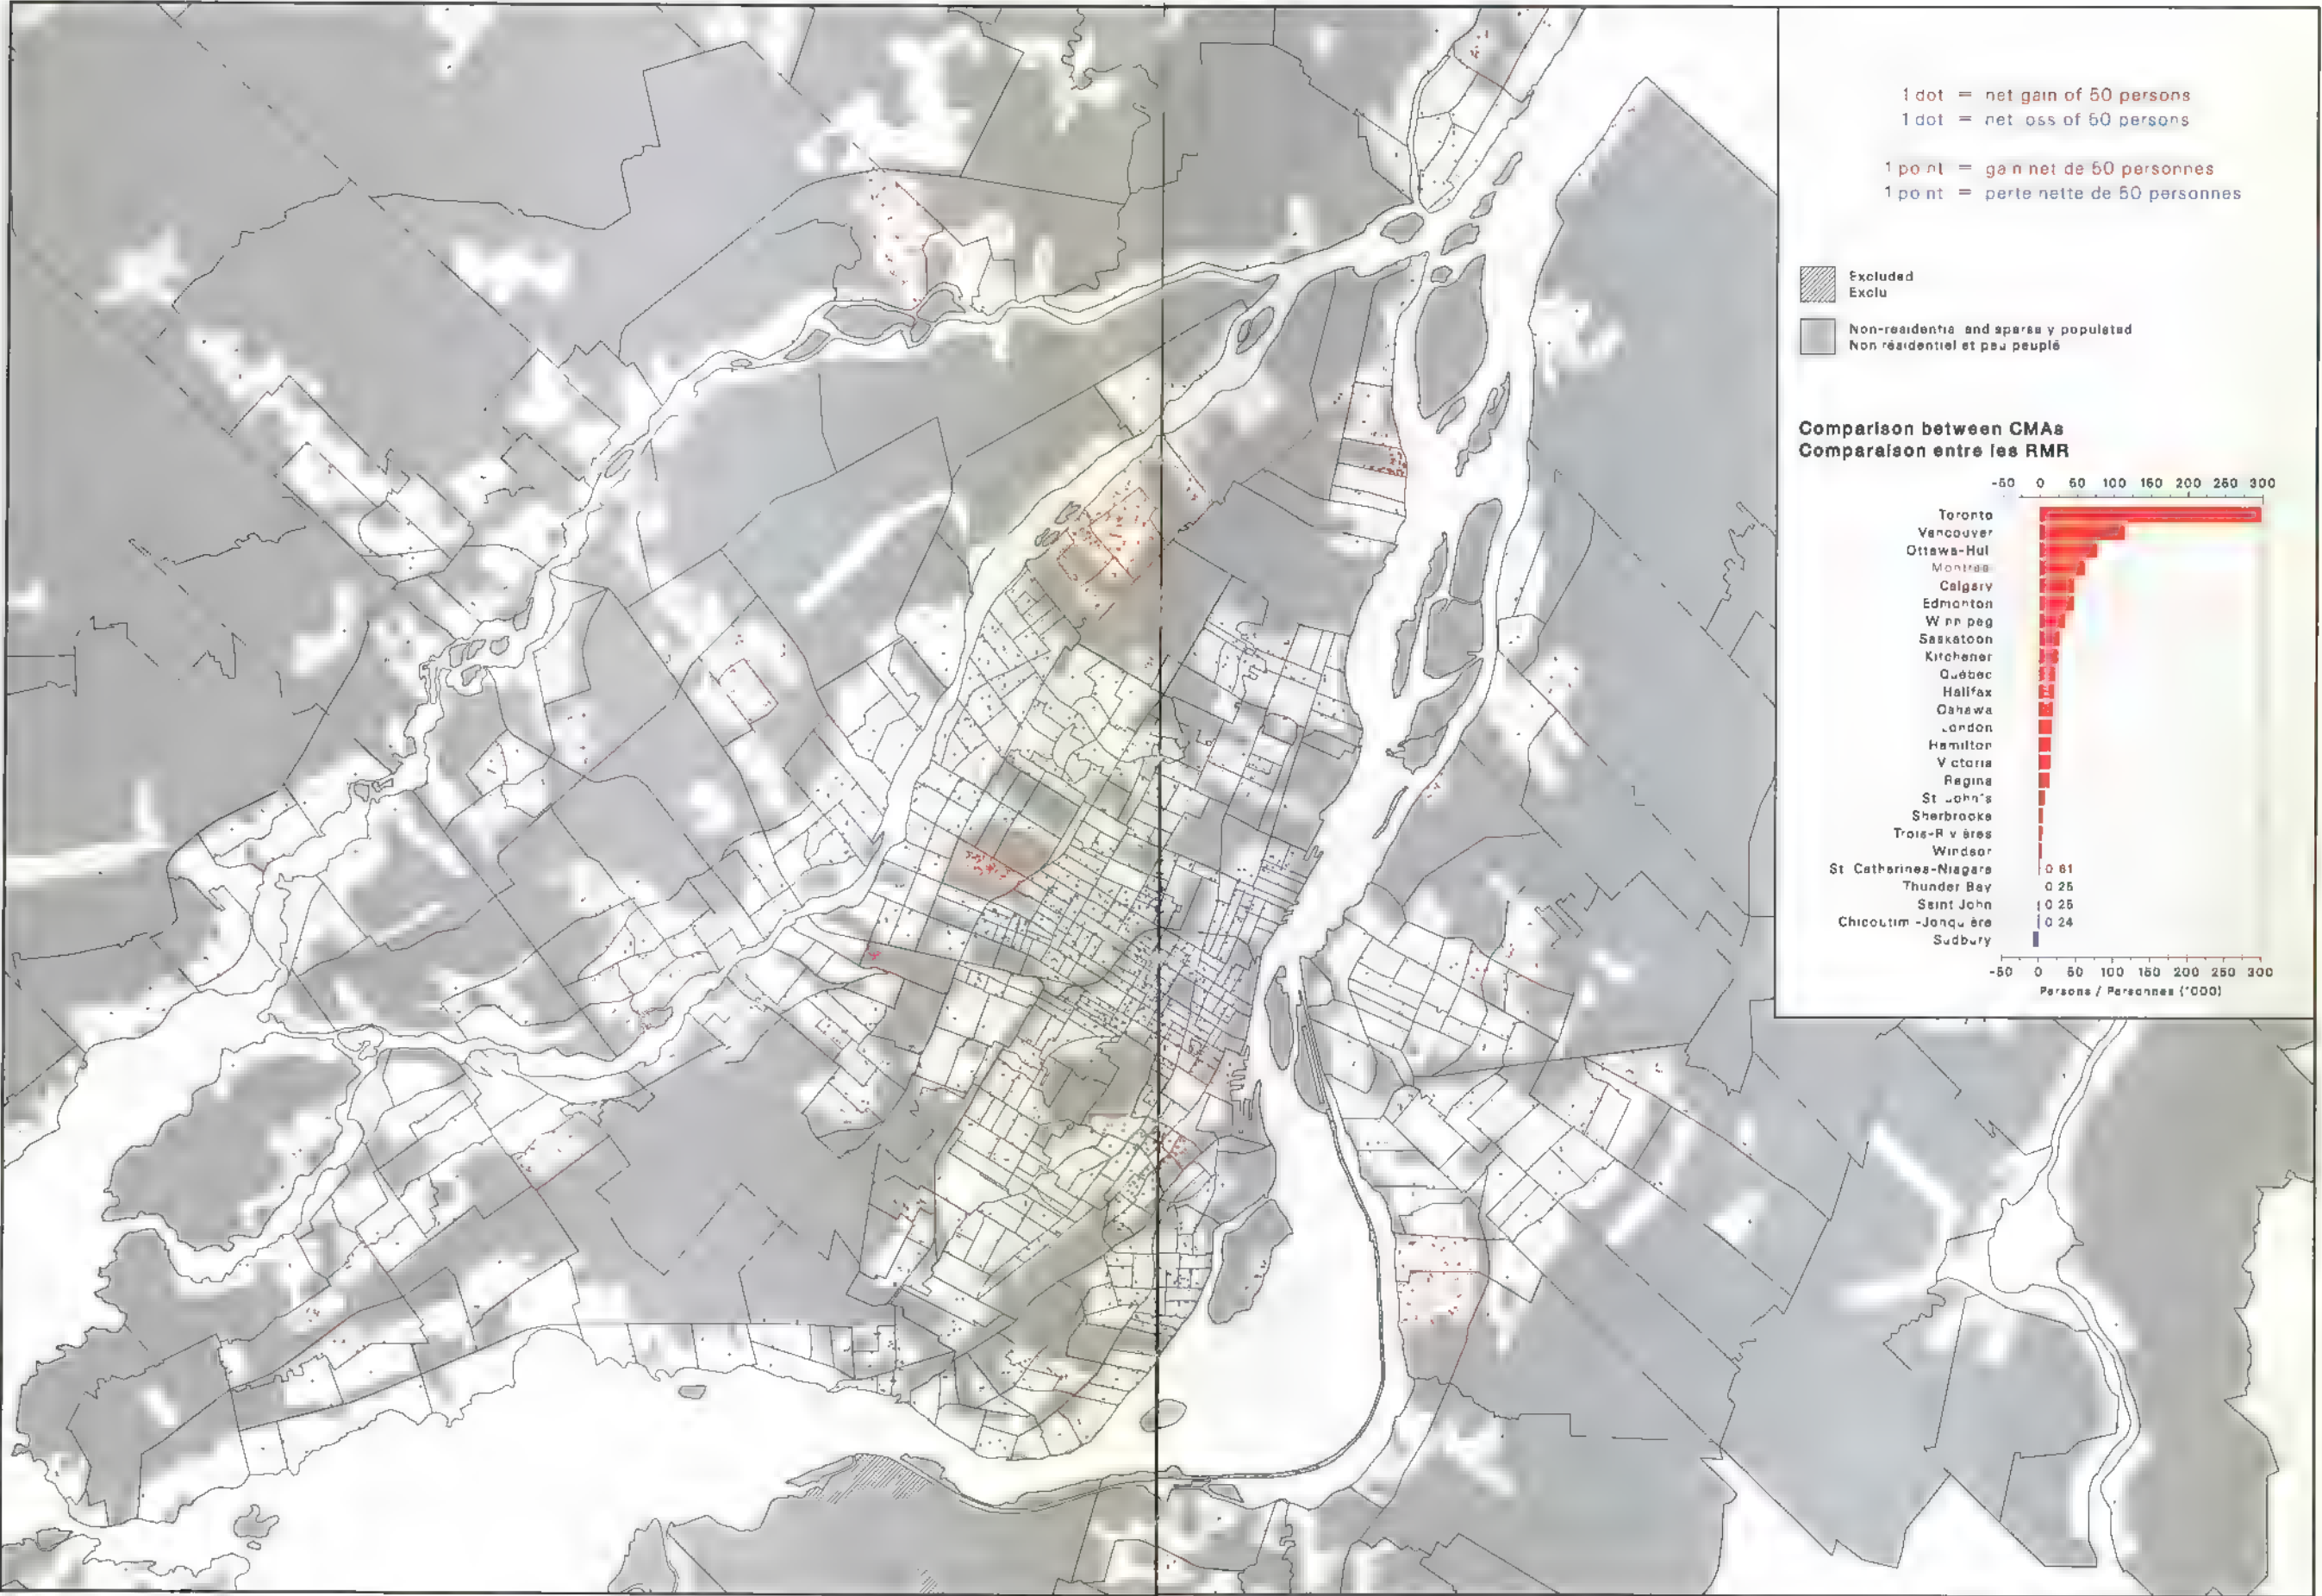 1 dot = net gain of 50 persons
1 dot = net oss of 50 persons
1 po nt = ga n net de 50 personnes
1 po nt = perte nette de 50 personnes
Excluded
Exclu
Non-residentia and sparse y populated
Non résidentiel et peu peuplé
Comparison between CMAs
Comparaison entre les RMR
-50 0 50 100 150 200 250 300
Toronto
Vancouver
Ottawa-Hul
Montrea
Calgary
Edmonton
W nn peg
Saskatoon
Kitchener
Québec
Halifax
Oshawa
London
Hamilton
V ctoria
Regina
St John's
Sherbrooke
Trois-R v ères
Windsor
St Catharines-Niagara 0 61
Thunder Bay 0 25
Saint John 0 25
Chicoutim -Jonqu ère 0 24
Sudbury
-50 0 50 100 150 200 250 300
Persons / Personnes ('000)